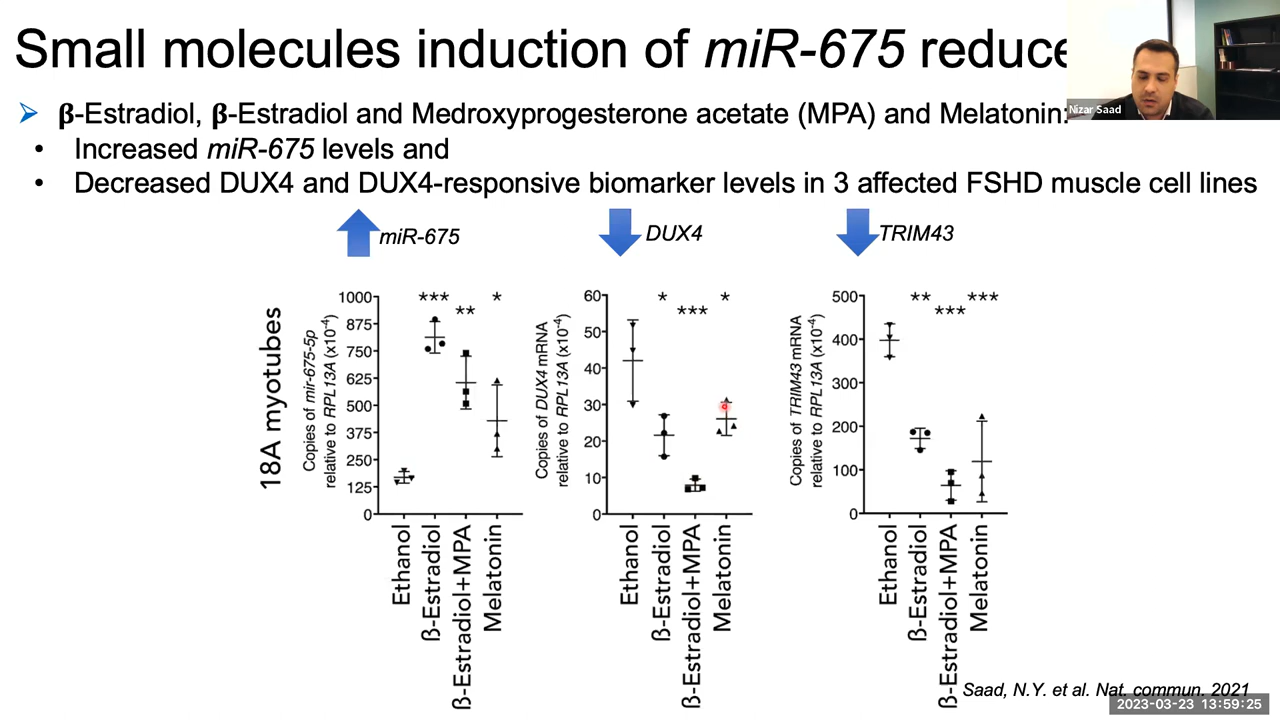 Small molecules induction of miR-675 reduce
Nizar Saad
➢ β-Estradiol, β-Estradiol and Medroxyprogesterone acetate (MPA) and Melatonin:
• Increased miR-675 levels and
• Decreased DUX4 and DUX4-responsive biomarker levels in 3 affected FSHD muscle cell lines
miR-675
DUX4
TRIM43
18A myotubes
Copies of mir-675-5p
relative to RPL13A (x10⁻⁴)
1000
875
750
625
500
375
250
125
0
*** ** *
Ethanol
β-Estradiol
β-Estradiol+MPA
Melatonin
Copies of DUX4 mRNA
relative to RPL13A (x10⁻⁴)
60
50
40
30
20
10
0
* *** *
Ethanol
β-Estradiol
β-Estradiol+MPA
Melatonin
Copies of TRIM43 mRNA
relative to RPL13A (x10⁻⁴)
500
400
300
200
100
0
** *** ***
Ethanol
β-Estradiol
β-Estradiol+MPA
Melatonin
Saad, N.Y. et al. Nat. commun. 2021
2023-03-23 13:59:25